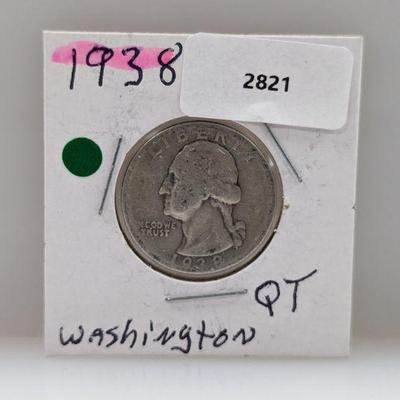 1938
2821
LIBERTY
IN GOD WE
TRUST
1938
QT
Washington